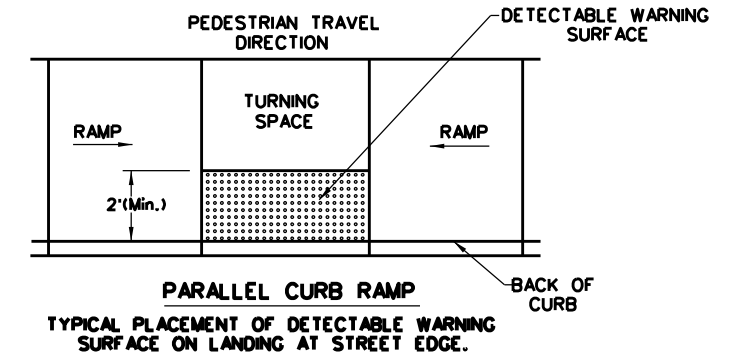 PEDESTRIAN TRAVEL
DIRECTION
DETECTABLE WARNING
SURFACE
TURNING
SPACE
RAMP
RAMP
2'(Min.)
PARALLEL CURB RAMP
BACK OF
CURB
TYPICAL PLACEMENT OF DETECTABLE WARNING
SURFACE ON LANDING AT STREET EDGE.